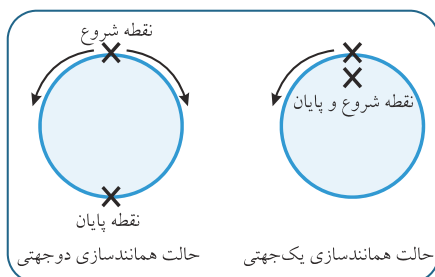 نقطه شروع
نقطه شروع و پایان
نقطه پایان
حالت همانندسازی یک‌جهتی
حالت همانندسازی دوجهتی